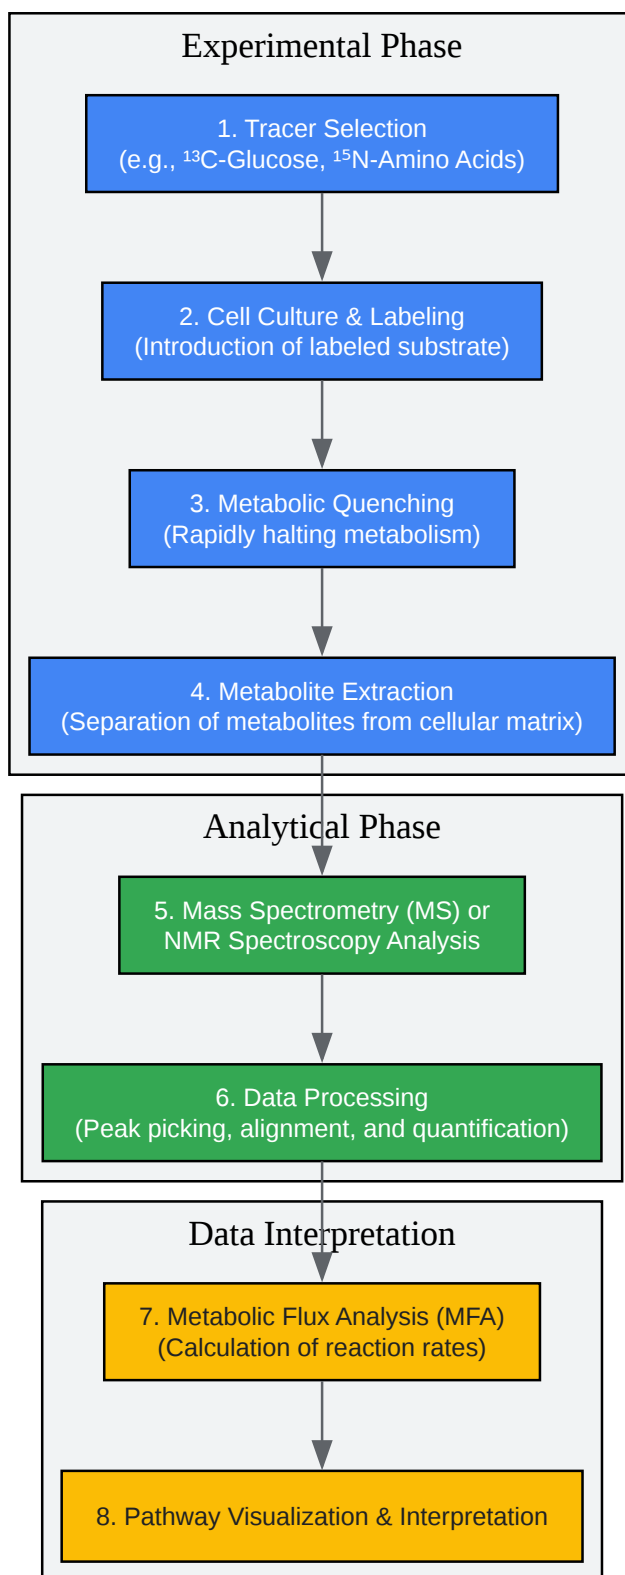 Experimental Phase
1. Tracer Selection
(e.g., ¹³C-Glucose, ¹⁵N-Amino Acids)
2. Cell Culture & Labeling
(Introduction of labeled substrate)
3. Metabolic Quenching
(Rapidly halting metabolism)
4. Metabolite Extraction
(Separation of metabolites from cellular matrix)
Analytical Phase
5. Mass Spectrometry (MS) or
NMR Spectroscopy Analysis
6. Data Processing
(Peak picking, alignment, and quantification)
Data Interpretation
7. Metabolic Flux Analysis (MFA)
(Calculation of reaction rates)
8. Pathway Visualization & Interpretation